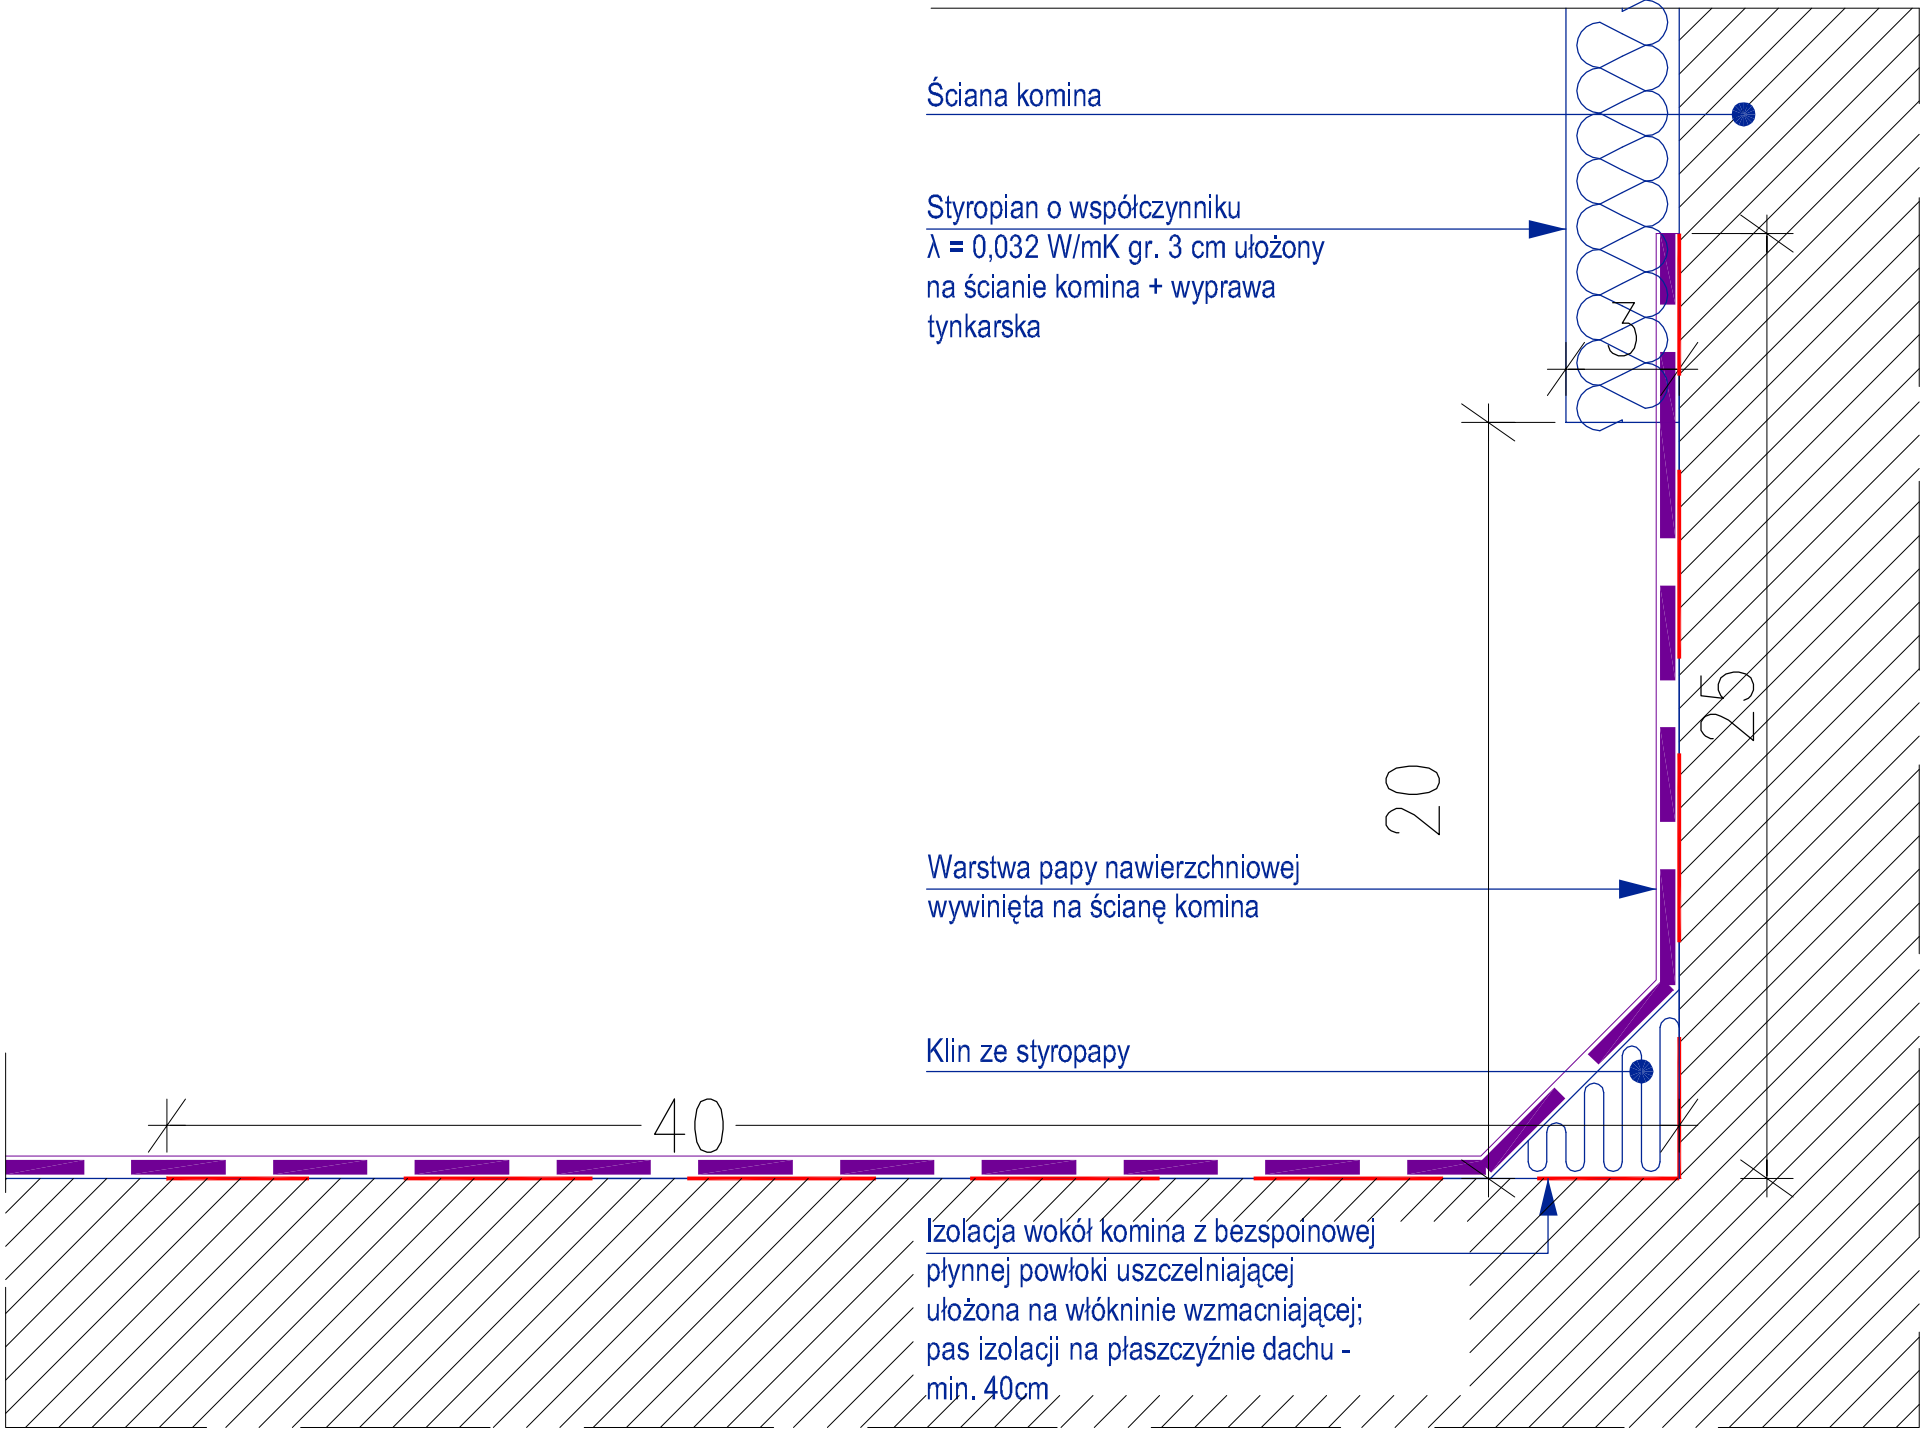 Ściana komina
Styropian o współczynniku
λ = 0,032 W/mK gr. 3 cm ułożony
na ścianie komina + wyprawa
tynkarska
3
25
20
Warstwa papy nawierzchniowej
wywinięta na ścianę komina
Klin ze styropapy
40
Izolacja wokół komina z bezspoinowej
płynnej powłoki uszczelniającej
ułożona na włókninie wzmacniającej;
pas izolacji na płaszczyźnie dachu -
min. 40cm